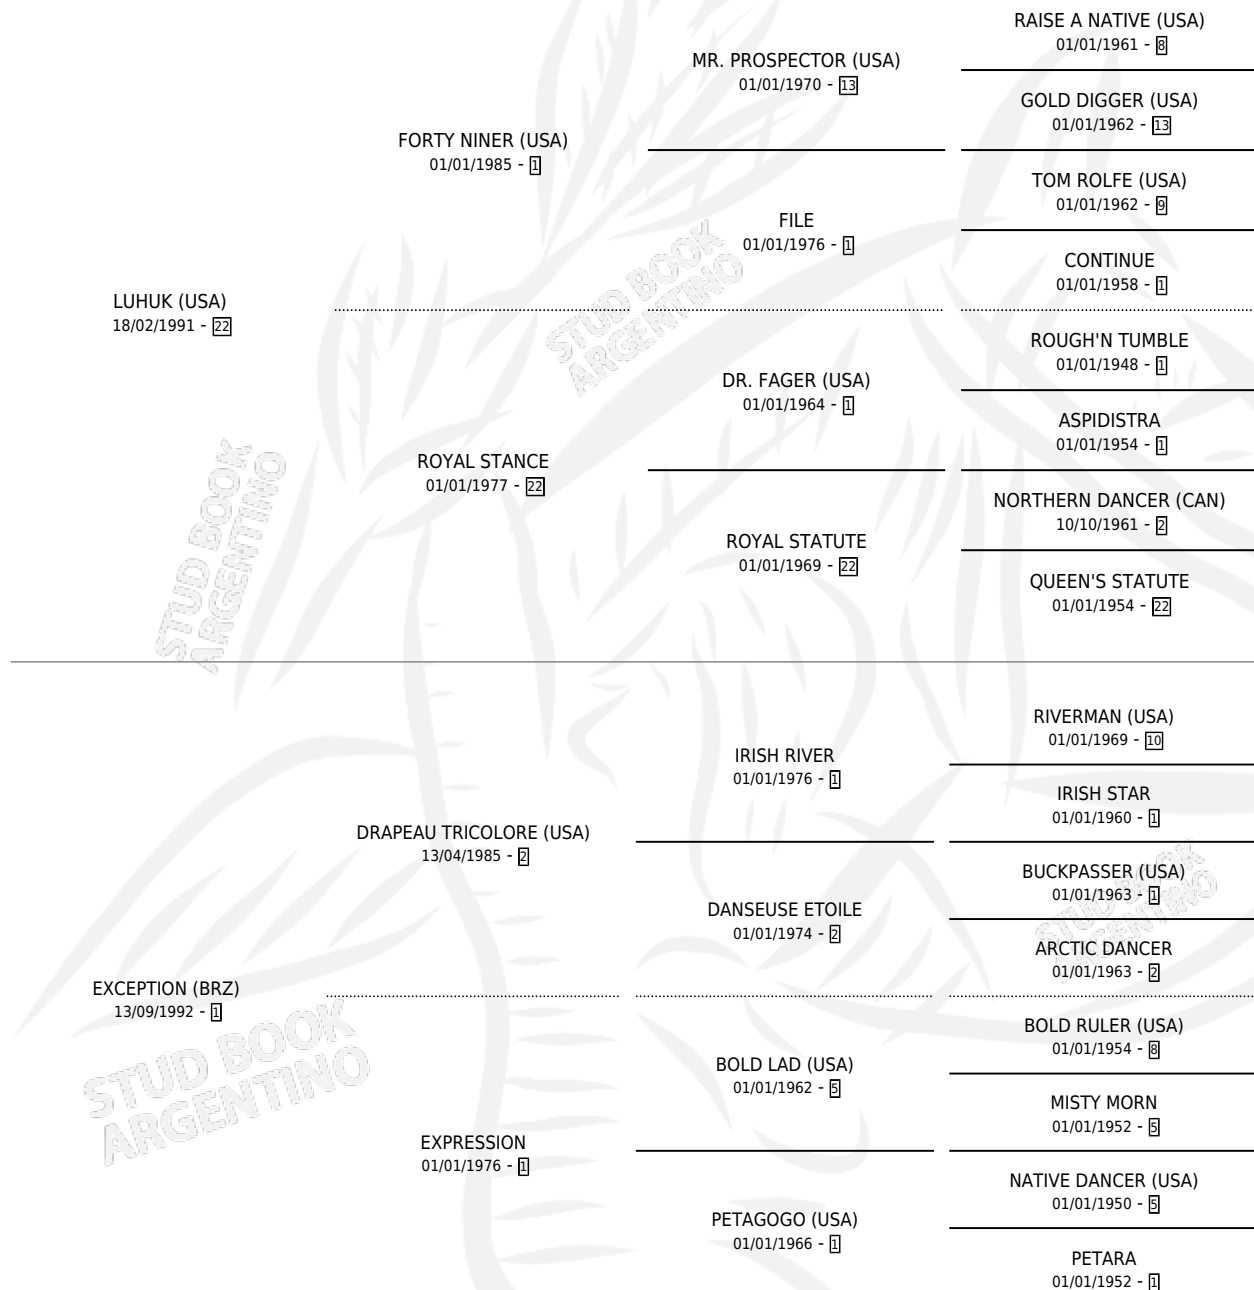 RAISE A NATIVE (USA)
01/01/1961 - 8
MR. PROSPECTOR (USA)
01/01/1970 - 13
GOLD DIGGER (USA)
01/01/1962 - 13
FORTY NINER (USA)
01/01/1985 - 1
TOM ROLFE (USA)
01/01/1962 - 9
FILE
01/01/1976 - 1
CONTINUE
01/01/1958 - 1
LUHUK (USA)
18/02/1991 - 22
ROUGH'N TUMBLE
01/01/1948 - 1
DR. FAGER (USA)
01/01/1964 - 1
ASPIDISTRA
01/01/1954 - 1
ROYAL STANCE
01/01/1977 - 22
NORTHERN DANCER (CAN)
10/10/1961 - 2
ROYAL STATUTE
01/01/1969 - 22
QUEEN'S STATUTE
01/01/1954 - 22
RIVERMAN (USA)
01/01/1969 - 10
IRISH RIVER
01/01/1976 - 1
IRISH STAR
01/01/1960 - 1
DRAPEAU TRICOLORE (USA)
13/04/1985 - 2
BUCKPASSER (USA)
01/01/1963 - 1
DANSEUSE ETOILE
01/01/1974 - 2
ARCTIC DANCER
01/01/1963 - 2
EXCEPTION (BRZ)
13/09/1992 - 1
BOLD RULER (USA)
01/01/1954 - 8
BOLD LAD (USA)
01/01/1962 - 5
MISTY MORN
01/01/1952 - 5
EXPRESSION
01/01/1976 - 1
NATIVE DANCER (USA)
01/01/1950 - 5
PETAGOGO (USA)
01/01/1966 - 1
PETARA
01/01/1952 - 1
STUD BOOK
ARGENTINO
STUD BOOK
ARGENTINO
STUD BOOK
ARGENTINO
STUD BOOK
ARGENTINO